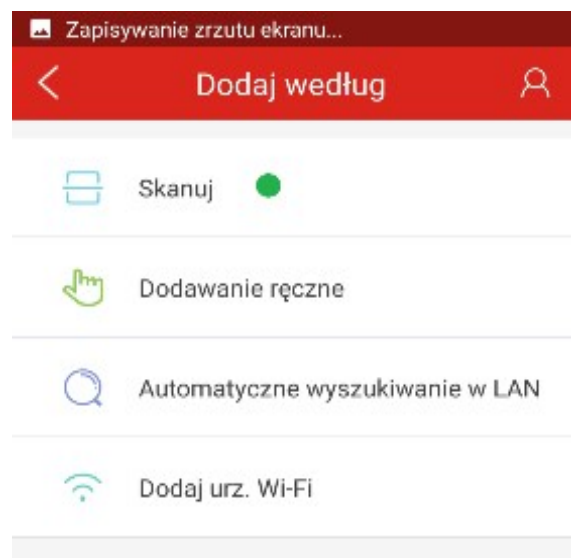 Zapisywanie zrzutu ekranu...
Dodaj według
Skanuj
Dodawanie ręczne
Automatyczne wyszukiwanie w LAN
Dodaj urz. Wi-Fi